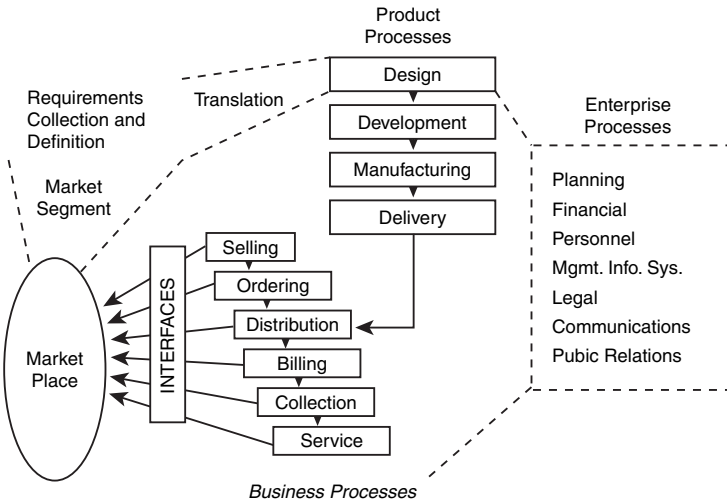 Product
Processes
Design
Development
Manufacturing
Delivery
Requirements
Collection and
Definition
Translation
Market
Segment
Enterprise
Processes
Planning
Financial
Personnel
Mgmt. Info. Sys.
Legal
Communications
Pubic Relations
Selling
Ordering
Distribution
Billing
Collection
Service
INTERFACES
Market
Place
Business Processes